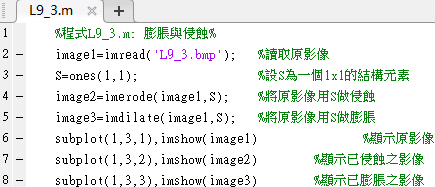 L9_3.m
1 %程式L9_3.m: 膨脹與侵蝕%
2 - image1=imread('L9_3.bmp'); %讀取原影像
3 - S=ones(1,1); %設S為一個1x1的結構元素
4 - image2=imerode(image1,S); %將原影像用S做侵蝕
5 - image3=imdilate(image1,S); %將原影像用S做膨脹
6 - subplot(1,3,1),imshow(image1) %顯示原影像
7 - subplot(1,3,2),imshow(image2) %顯示已侵蝕之影像
8 - subplot(1,3,3),imshow(image3) %顯示已膨脹之影像